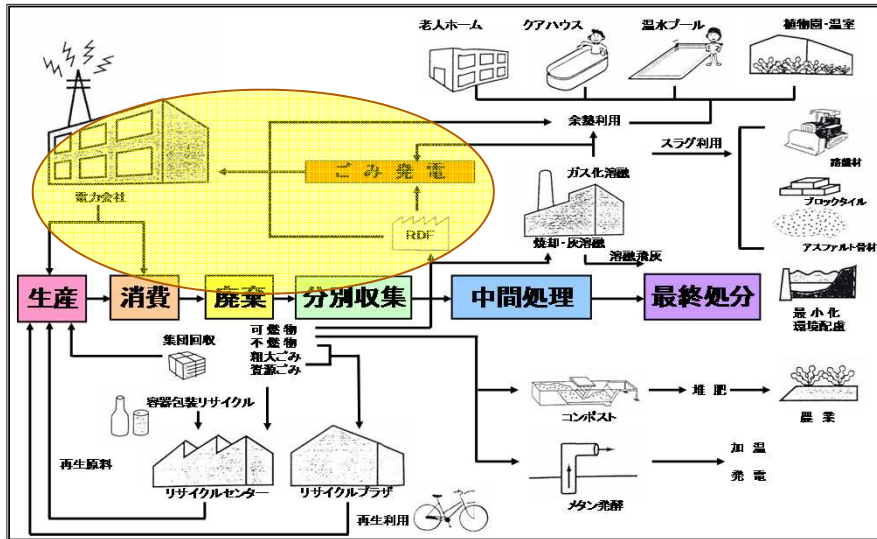 老人ホーム
クアハウス
温水プール
植物園・温室
余熱利用
スラグ利用
ごみ発電
ガス化溶融
路盤材
電力会社
RDF
ブロックタイル
焼却・灰溶融
溶融飛灰
アスファルト骨材
生産
消費
廃棄
分別収集
中間処理
最終処分
最小化
環境配慮
可燃物
不燃物
粗大ごみ
資源ごみ
集団回収
容器包装リサイクル
コンポスト
堆肥
農業
再生原料
加温
発電
リサイクルセンター
リサイクルプラザ
メタン発酵
再生利用